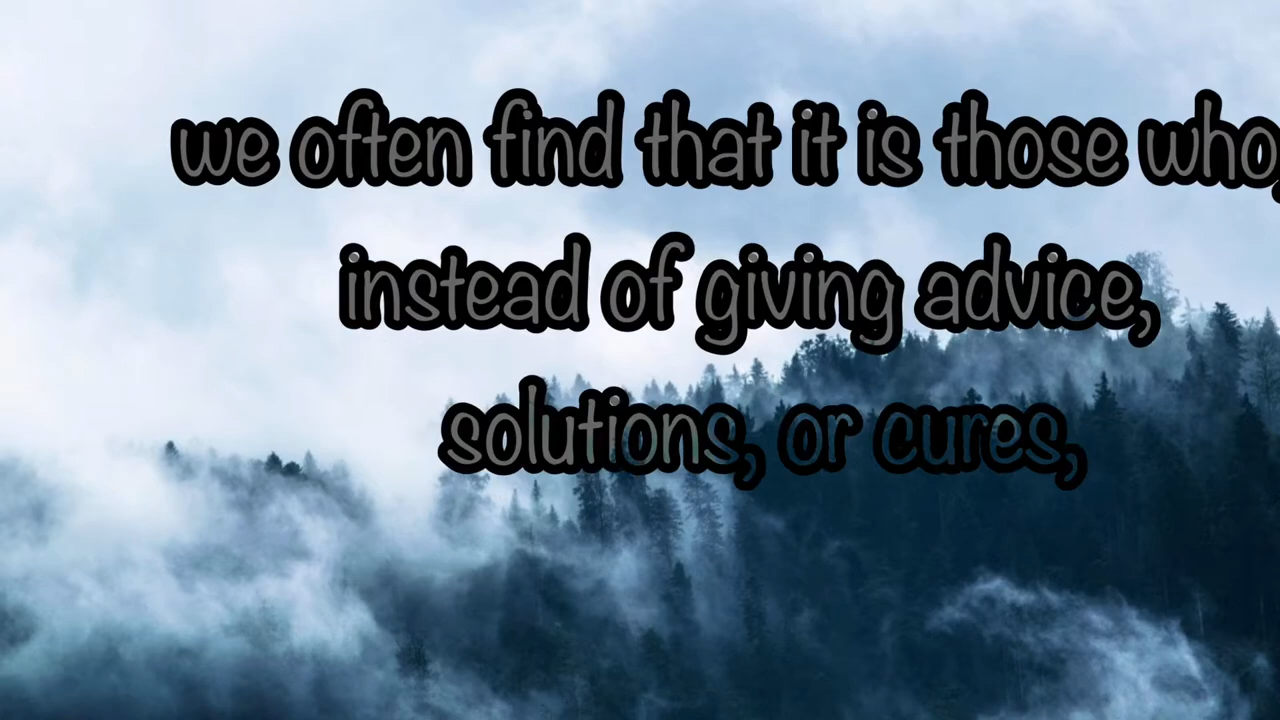 we often find that it is those who,
instead of giving advice,
solutions, or cures,